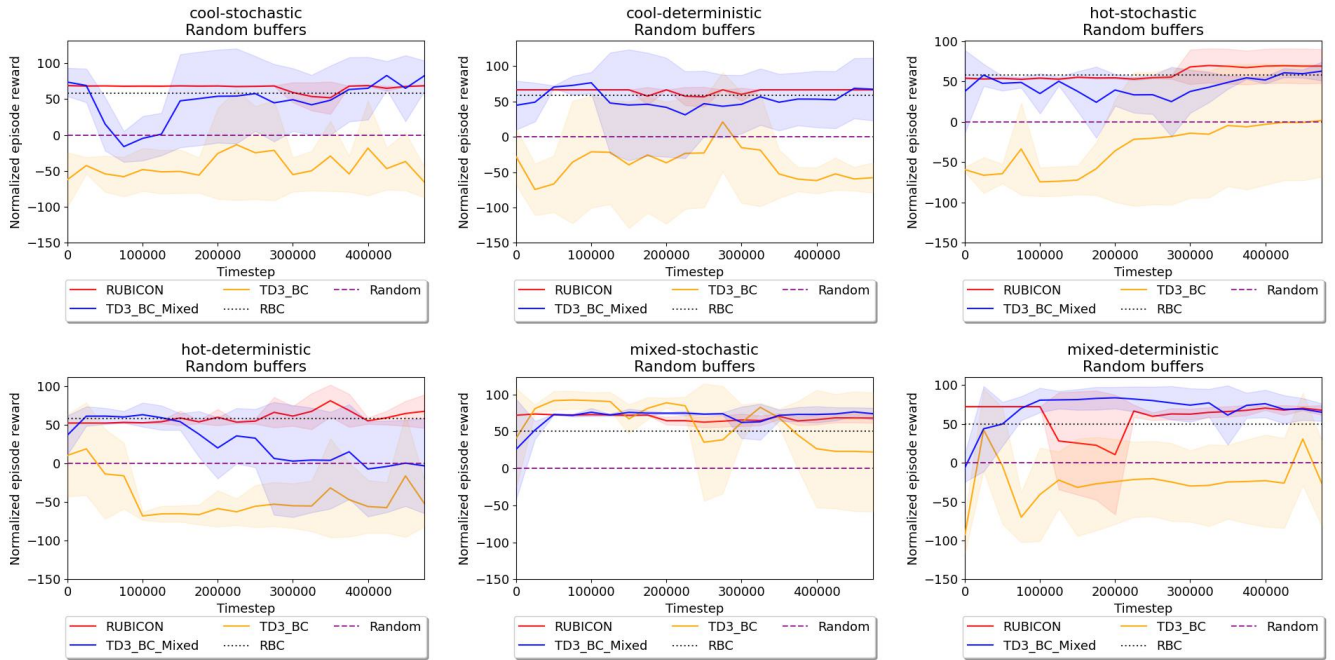 cool-stochastic
Random buffers
Normalized episode reward
100
50
0
−50
−100
−150
0 100000 200000 300000 400000
Timestep
RUBICON TD3_BC Random
TD3_BC_Mixed RBC
cool-deterministic
Random buffers
Normalized episode reward
100
50
0
−50
−100
−150
0 100000 200000 300000 400000
Timestep
RUBICON TD3_BC Random
TD3_BC_Mixed RBC
hot-stochastic
Random buffers
Normalized episode reward
100
50
0
−50
−100
−150
0 100000 200000 300000 400000
Timestep
RUBICON TD3_BC Random
TD3_BC_Mixed RBC
hot-deterministic
Random buffers
Normalized episode reward
100
50
0
−50
−100
−150
0 100000 200000 300000 400000
Timestep
RUBICON TD3_BC Random
TD3_BC_Mixed RBC
mixed-stochastic
Random buffers
Normalized episode reward
100
50
0
−50
−100
−150
0 100000 200000 300000 400000
Timestep
RUBICON TD3_BC Random
TD3_BC_Mixed RBC
mixed-deterministic
Random buffers
Normalized episode reward
100
50
0
−50
−100
−150
0 100000 200000 300000 400000
Timestep
RUBICON TD3_BC Random
TD3_BC_Mixed RBC